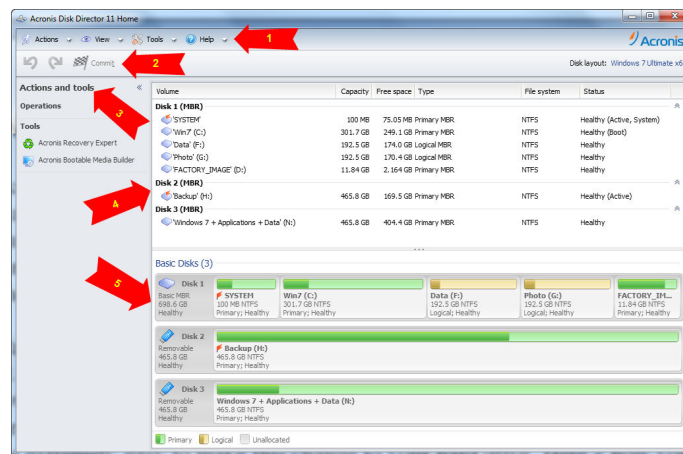 Acronis Disk Director 11 Home
Actions View Tools Help 1
Acronis
Commit 2
Disk layout: Windows 7 Ultimate x6
Actions and tools «
3
Operations
Tools
Acronis Recovery Expert
Acronis Bootable Media Builder
Volume Capacity Free space Type File system Status
Disk 1 (MBR)
'SYSTEM' 100 MB 75.05 MB Primary MBR NTFS Healthy (Active, System)
'Win7' (C:) 301.7 GB 249.1 GB Primary MBR NTFS Healthy (Boot)
'Data' (F:) 192.5 GB 174.0 GB Logical MBR NTFS Healthy
'Photo' (G:) 192.5 GB 170.4 GB Logical MBR NTFS Healthy
'FACTORY_IMAGE' (D:) 11.84 GB 2.164 GB Primary MBR NTFS Healthy
Disk 2 (MBR)
4
'Backup' (H:) 465.8 GB 169.5 GB Primary MBR NTFS Healthy (Active)
Disk 3 (MBR)
'Windows 7 + Applications + Data' (N:) 465.8 GB 404.4 GB Primary MBR NTFS Healthy
Basic Disks (3)
5
Disk 1
Basic MBR
698.6 GB
Healthy
SYSTEM
100 MB NTFS
Primary; Healthy
Win7 (C:)
301.7 GB NTFS
Primary; Healthy
Data (F:)
192.5 GB NTFS
Logical; Healthy
Photo (G:)
192.5 GB NTFS
Logical; Healthy
FACTORY_IM...
11.84 GB NTFS
Primary; Healthy
Disk 2
Removable
465.8 GB
Healthy
Backup (H:)
465.8 GB NTFS
Primary; Healthy
Disk 3
Removable
465.8 GB
Healthy
Windows 7 + Applications + Data (N:)
465.8 GB NTFS
Primary; Healthy
Primary Logical Unallocated